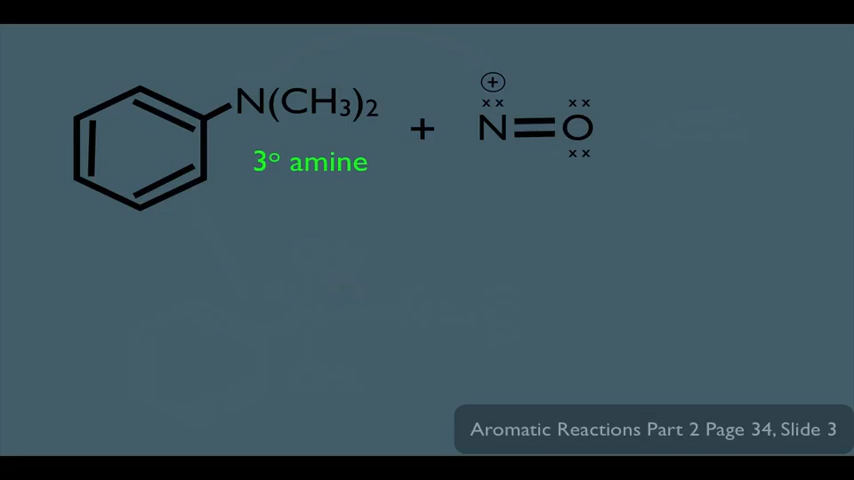 N(CH₃)₂ + N=O
⊕
3° amine
Aromatic Reactions Part 2 Page 34, Slide 3